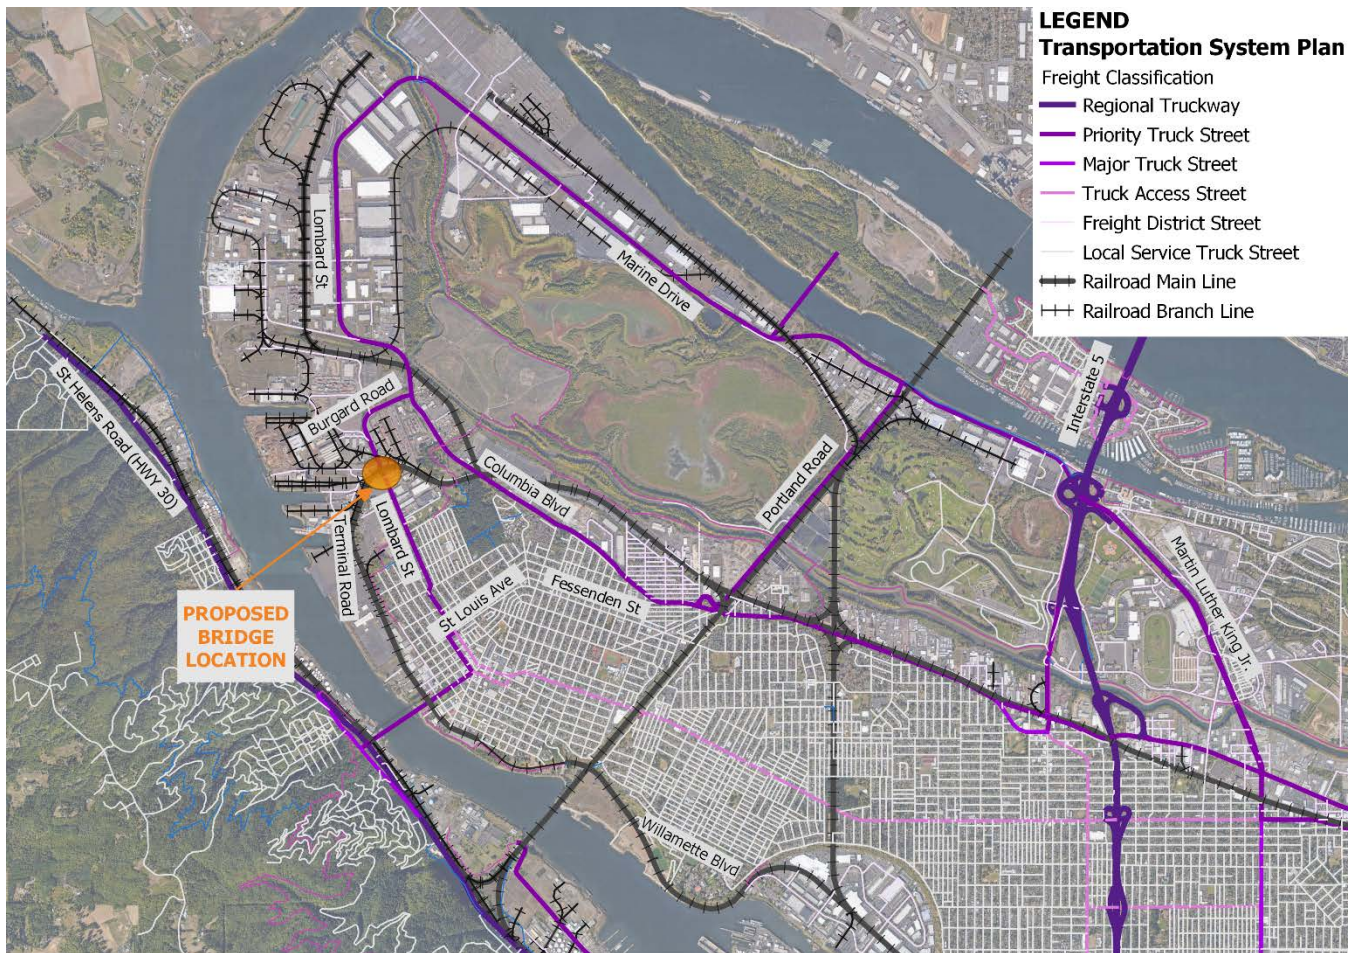 LEGEND
Transportation System Plan
Freight Classification
Regional Truckway
Priority Truck Street
Major Truck Street
Truck Access Street
Freight District Street
Local Service Truck Street
Railroad Main Line
Railroad Branch Line
Lombard St
Marine Drive
St Helens Road (HWY 30)
Burgard Road
Interstate 5
Columbia Blvd
Portland Road
Terminal Road
Lombard St
St Louis Ave
Fessenden St
Martin Luther King Jr.
PROPOSED
BRIDGE
LOCATION
Willamette Blvd